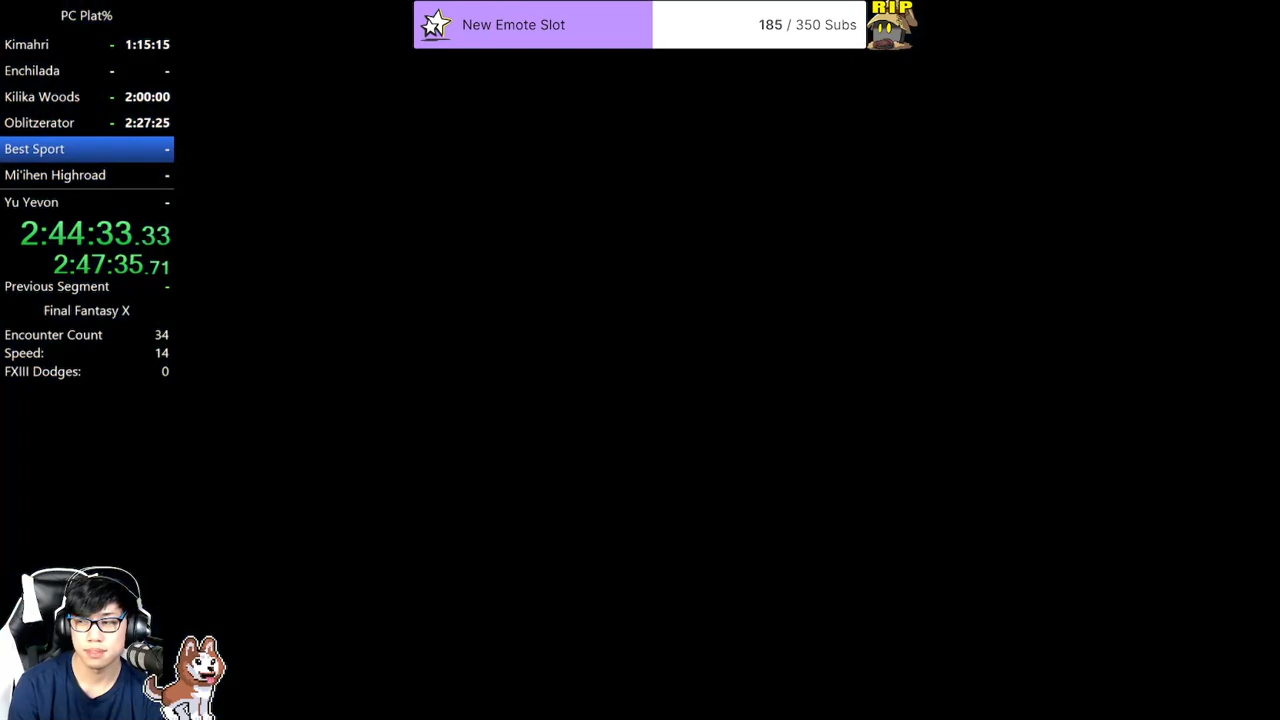 PC Plat%
Kimahri - 1:15:15
Enchilada - -
Kilika Woods - 2:00:00
Oblitzerator - 2:27:25
Best Sport -
Mi'ihen Highroad -
Yu Yevon -
2:44:33.33
2:47:35.71
Previous Segment -
Final Fantasy X
Encounter Count 34
Speed: 14
FXIII Dodges: 0
New Emote Slot 185 / 350 Subs
RIP